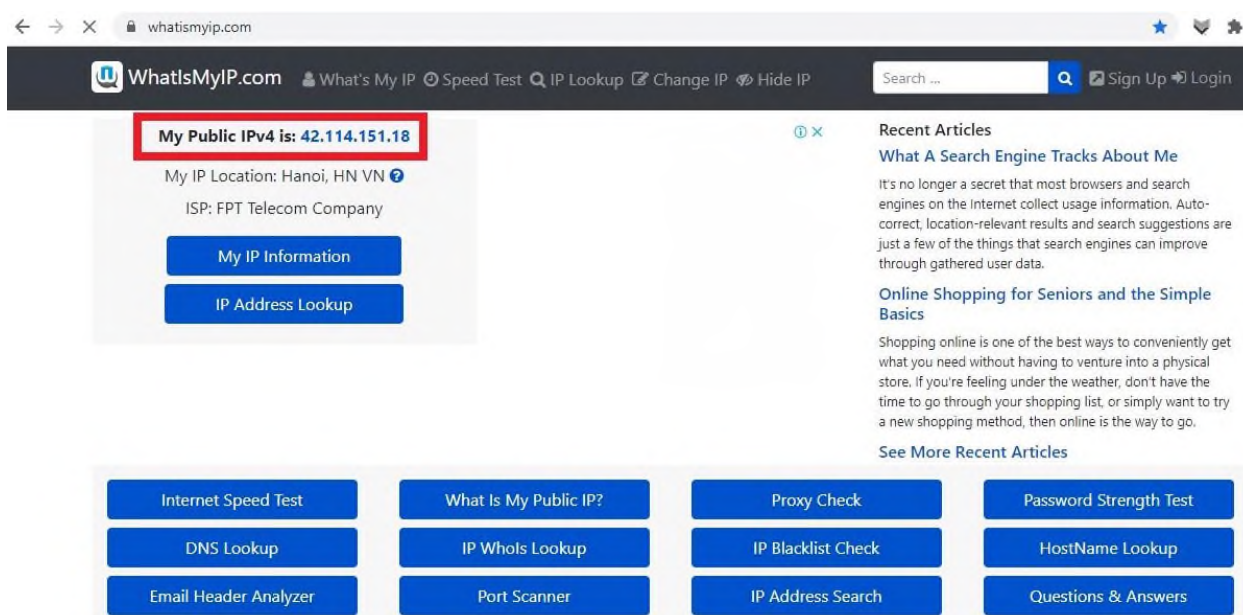 whatismyip.com
WhatIsMyIP.com What's My IP Speed Test IP Lookup Change IP Hide IP Search ... Sign Up Login
My Public IPv4 is: 42.114.151.18
My IP Location: Hanoi, HN VN
ISP: FPT Telecom Company
My IP Information
IP Address Lookup
Recent Articles
What A Search Engine Tracks About Me
It's no longer a secret that most browsers and search
engines on the Internet collect usage information. Auto-
correct, location-relevant results and search suggestions are
just a few of the things that search engines can improve
through gathered user data.
Online Shopping for Seniors and the Simple
Basics
Shopping online is one of the best ways to conveniently get
what you need without having to venture into a physical
store. If you're feeling under the weather, don't have the
time to go through your shopping list, or simply want to try
a new shopping method, then online is the way to go.
See More Recent Articles
Internet Speed Test What Is My Public IP? Proxy Check Password Strength Test
DNS Lookup IP WhoIs Lookup IP Blacklist Check HostName Lookup
Email Header Analyzer Port Scanner IP Address Search Questions & Answers